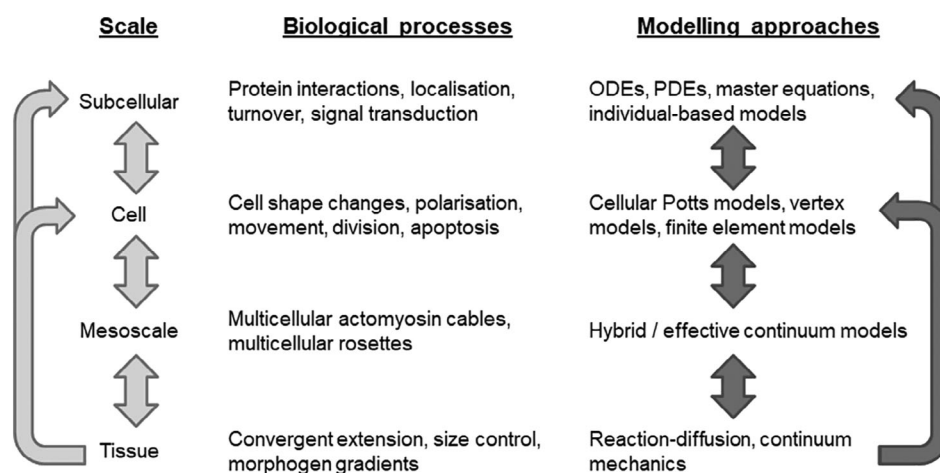 Scale
Biological processes
Modelling approaches
Subcellular
Protein interactions, localisation,
turnover, signal transduction
ODEs, PDEs, master equations,
individual-based models
Cell
Cell shape changes, polarisation,
movement, division, apoptosis
Cellular Potts models, vertex
models, finite element models
Mesoscale
Multicellular actomyosin cables,
multicellular rosettes
Hybrid / effective continuum models
Tissue
Convergent extension, size control,
morphogen gradients
Reaction-diffusion, continuum
mechanics